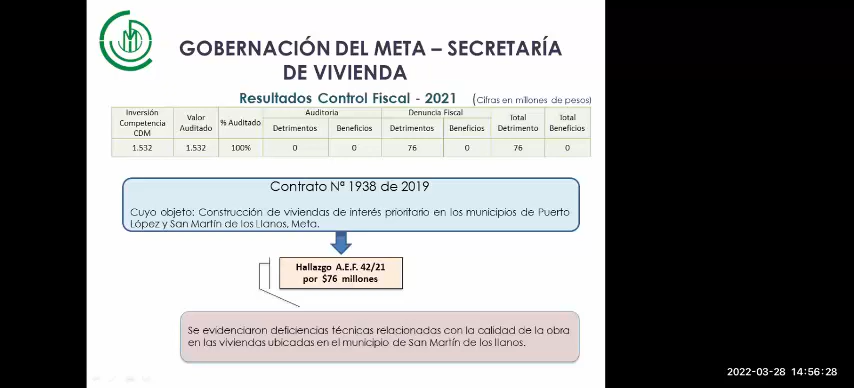 GOBERNACIÓN DEL META – SECRETARÍA
DE VIVIENDA
Resultados Control Fiscal - 2021 (Cifras en millones de pesos)
Inversión Competencia CDM Valor Auditado % Auditado Auditoria Denuncia Fiscal Total Detrimento Total Beneficios
Detrimentos Beneficios Detrimentos Beneficios
1.532 1.532 100% 0 0 76 0 76 0
Contrato Nª 1938 de 2019
Cuyo objeto: Construcción de viviendas de interés prioritario en los municipios de Puerto
López y San Martín de los Llanos, Meta.
Hallazgo A.E.F. 42/21
por $76 millones
Se evidenciaron deficiencias técnicas relacionadas con la calidad de la obra
en las viviendas ubicadas en el municipio de San Martín de los llanos.
2022-03-28 14:56:28